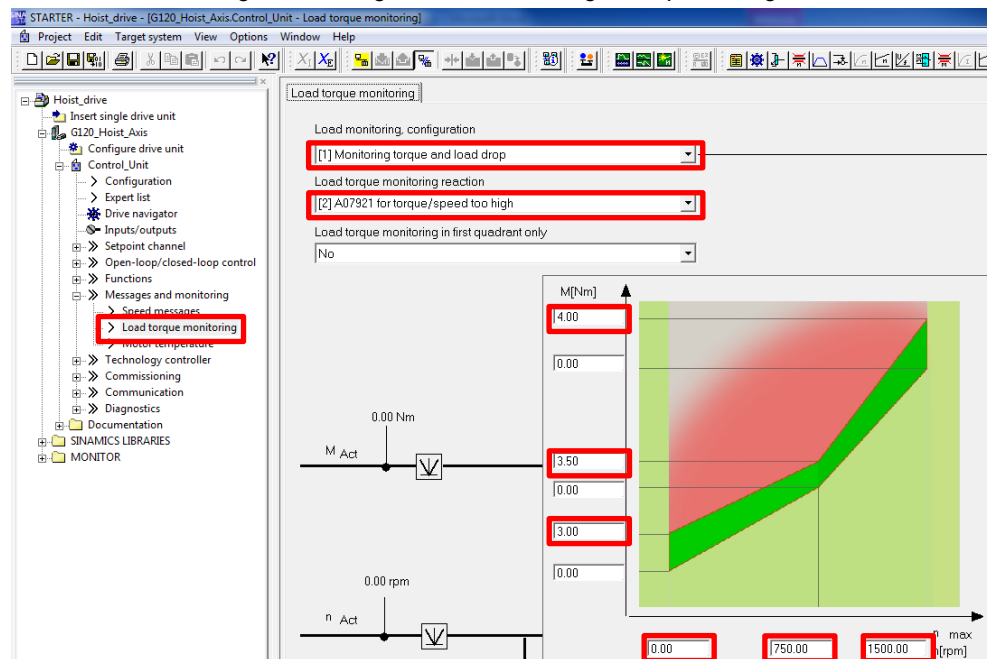 STARTER - Hoist_drive - [G120_Hoist_Axis.Control_Unit - Load torque monitoring]
Project Edit Target system View Options Window Help
Hoist_drive
Insert single drive unit
G120_Hoist_Axis
Configure drive unit
Control_Unit
Configuration
Expert list
Drive navigator
Inputs/outputs
Setpoint channel
Open-loop/closed-loop control
Functions
Messages and monitoring
Speed messages
Load torque monitoring
Motor temperature
Technology controller
Commissioning
Communication
Diagnostics
Documentation
SINAMICS LIBRARIES
MONITOR
Load torque monitoring
Load monitoring, configuration
[1] Monitoring torque and load drop
Load torque monitoring reaction
[2] A07921 for torque/speed too high
Load torque monitoring in first quadrant only
No
M[Nm]
4.00
0.00
0.00 Nm
M Act
3.50
0.00
3.00
0.00
0.00 rpm
n Act
n max
0.00 750.00 1500.00 n[rpm]